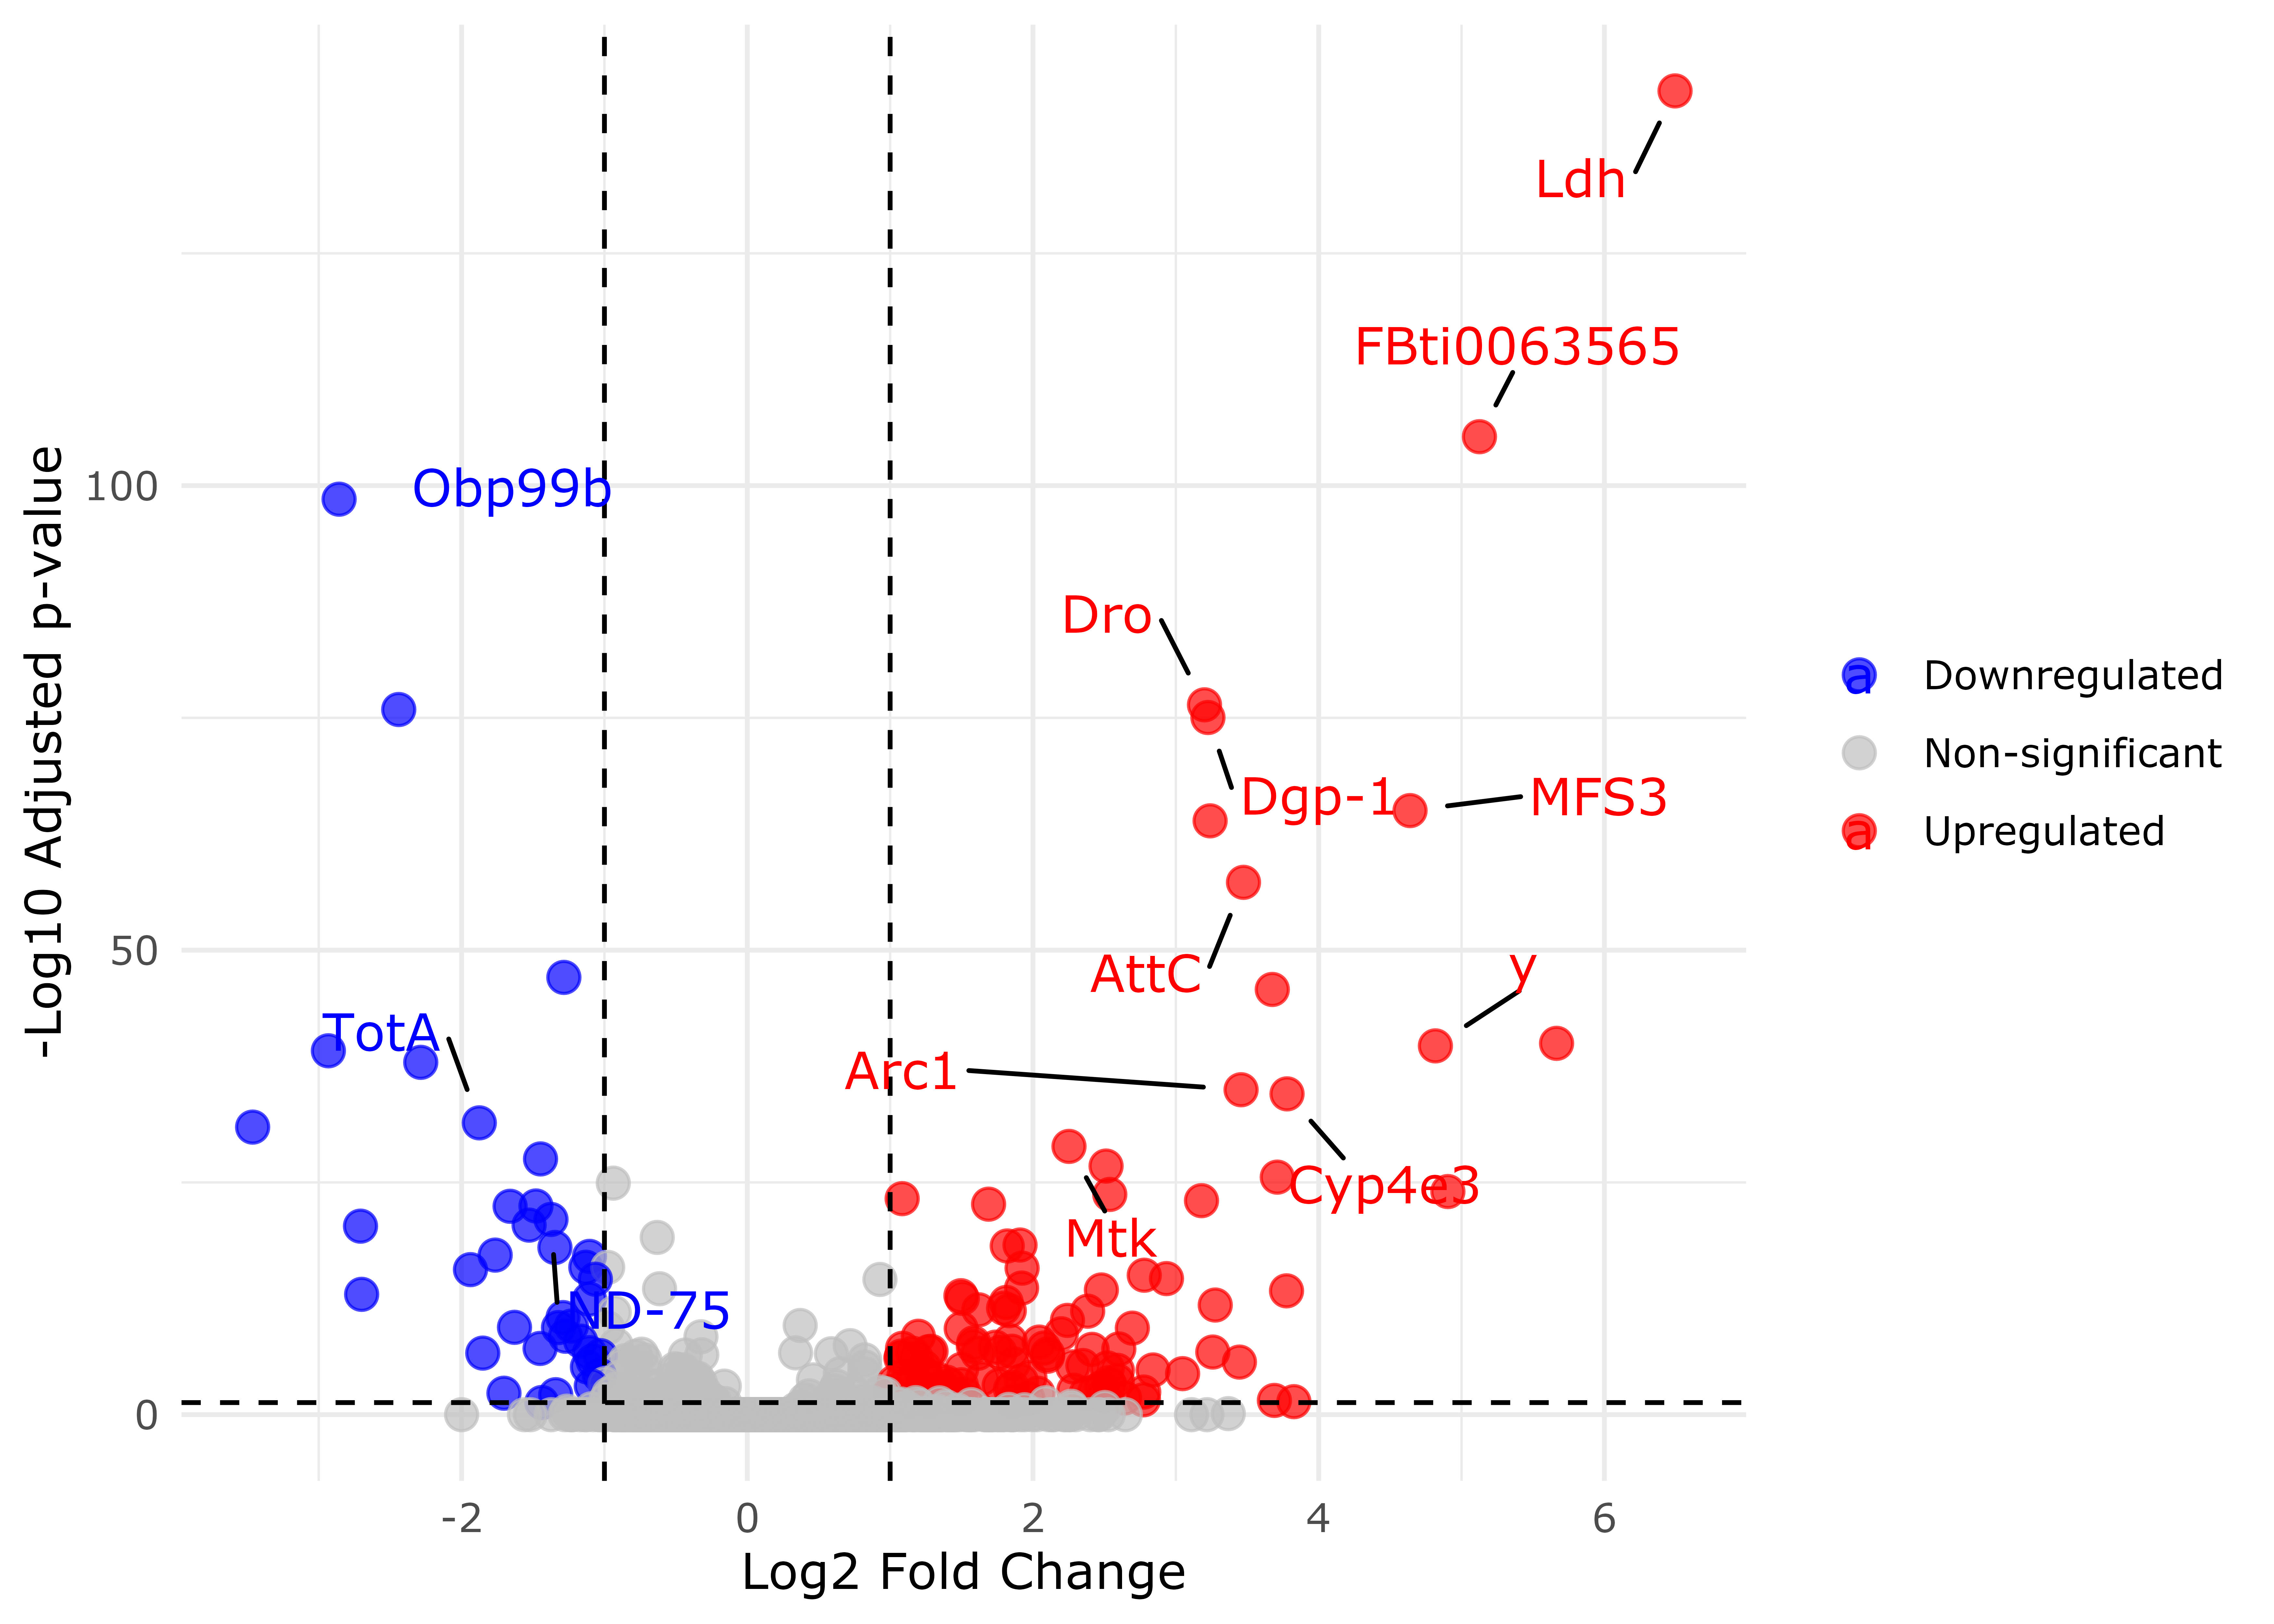 Ldh
FBti0063565
100
Obp99b
Dro
Downregulated
a
Non-significant
Dgp-1
MFS3
Upregulated
a
-Log10 Adjusted p-value
50
AttC
y
TotA
Arc1
Cyp4e3
Mtk
ND-75
0
-2
0
2
4
6
Log2 Fold Change